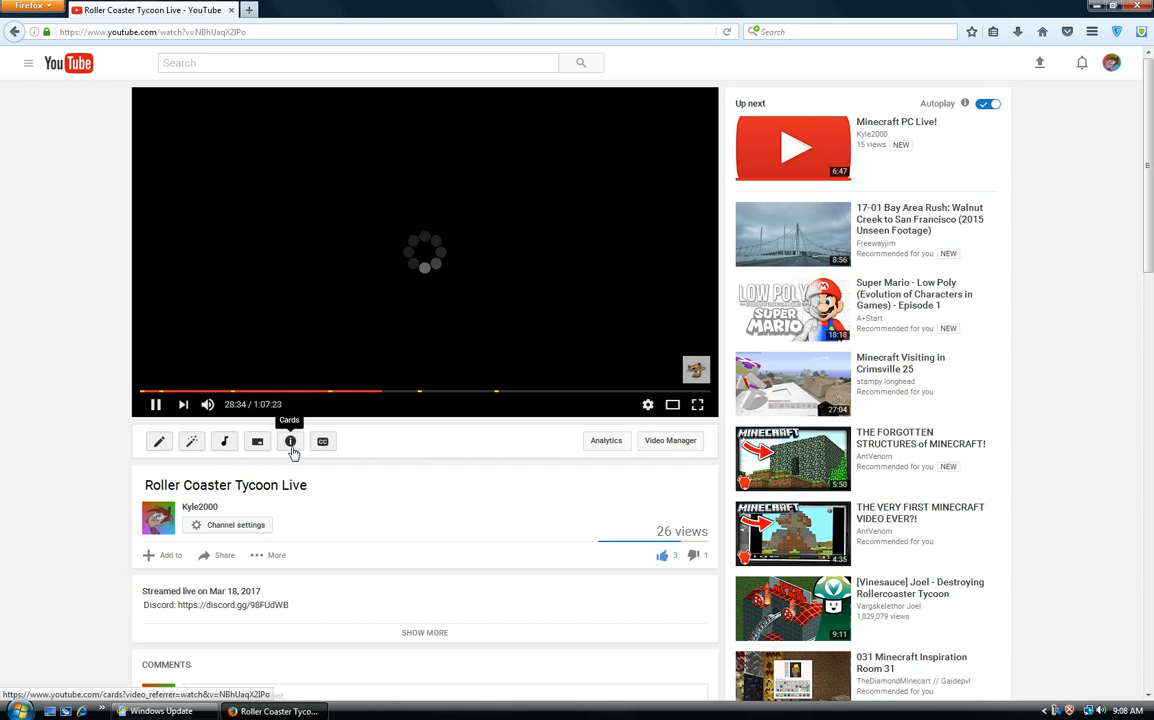 Firefox
Roller Coaster Tycoon Live - YouTube
https://www.youtube.com/watch?v=NBhUaqX2IPo
Search
YouTube
Search
Up next
Autoplay
Minecraft PC Live!
Kyle2000
15 views NEW
6:47
17-01 Bay Area Rush: Walnut
Creek to San Francisco (2015
Unseen Footage)
Freewayjim
Recommended for you NEW
8:56
Super Mario - Low Poly
(Evolution of Characters in
Games) - Episode 1
A+Start
Recommended for you NEW
LOW POLY
SUPER
MARIO
18:18
Minecraft Visiting in
Crimsville 25
stampy longhead
Recommended for you
27:04
THE FORGOTTEN
STRUCTURES of MINECRAFT!
AntVenom
Recommended for you NEW
MINECRAFT
5:50
THE VERY FIRST MINECRAFT
VIDEO EVER?!
AntVenom
Recommended for you
MINECRAFT
4:35
[Vinesauce] Joel - Destroying
Rollercoaster Tycoon
Vargskelethor Joel
1,829,079 views
9:11
031 Minecraft Inspiration
Room 31
TheDiamondMinecart // Gaidepvl
Recommended for you
28:34 / 1:07:23
Cards
CC
Analytics
Video Manager
Roller Coaster Tycoon Live
Kyle2000
Channel settings
26 views
Add to
Share
More
3
1
Streamed live on Mar 18, 2017
Discord: https://discord.gg/98FUdWB
SHOW MORE
COMMENTS
https://www.youtube.com/cards?video_referrer=watch&v=NBhUaqX2IPo
Windows Update
Roller Coaster Tyco...
9:08 AM